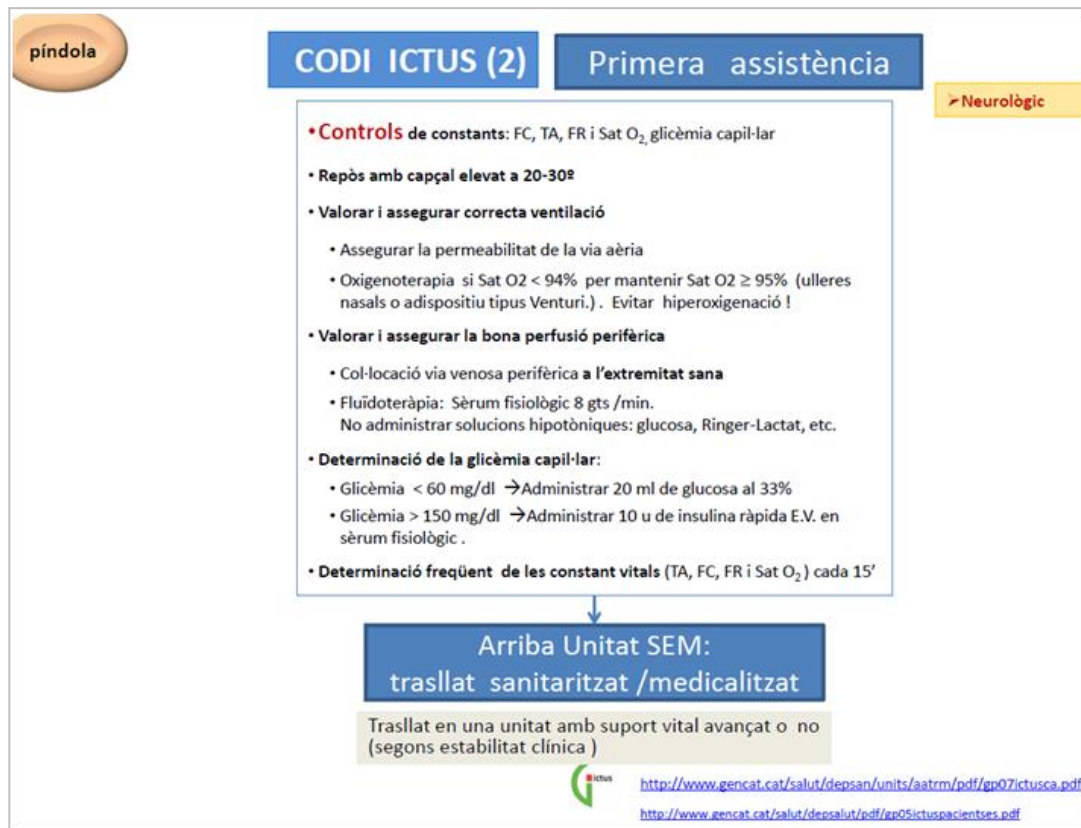 píndola
CODI ICTUS (2)
Primera assistència
➢Neurològic
•Controls de constants: FC, TA, FR i Sat O2, glicèmia capil·lar
• Repòs amb capçal elevat a 20-30º
• Valorar i assegurar correcta ventilació
• Assegurar la permeabilitat de la via aèria
• Oxigenoterapia si Sat O2 < 94% per mantenir Sat O2 ≥ 95% (ulleres
nasals o adispositiu tipus Venturi.) . Evitar hiperoxigenació !
• Valorar i assegurar la bona perfusió perifèrica
• Col·locació via venosa perifèrica a l'extremitat sana
• Fluïdoteràpia: Sèrum fisiològic 8 gts /min.
No administrar solucions hipotòniques: glucosa, Ringer-Lactat, etc.
• Determinació de la glicèmia capil·lar:
• Glicèmia < 60 mg/dl →Administrar 20 ml de glucosa al 33%
• Glicèmia > 150 mg/dl →Administrar 10 u de insulina ràpida E.V. en
sèrum fisiològic .
• Determinació freqüent de les constant vitals (TA, FC, FR i Sat O2 ) cada 15’
Arriba Unitat SEM:
trasllat sanitaritzat /medicalitzat
Trasllat en una unitat amb suport vital avançat o no
(segons estabilitat clínica )
ictus
http://www.gencat.cat/salut/depsan/units/aatrm/pdf/gp07ictusca.pdf
http://www.gencat.cat/salut/depsalut/pdf/gp05ictuspacientses.pdf